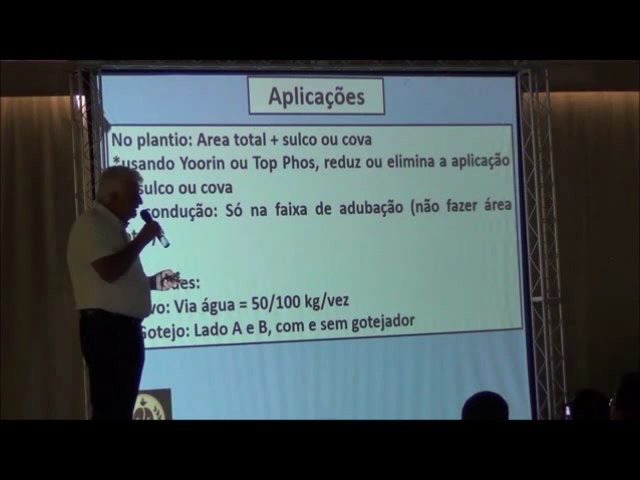 Aplicações
No plantio: Area total + sulco ou cova
*usando Yoorin ou Top Phos, reduz ou elimina a aplicação
sulco ou cova
Só na faixa de adubação (não fazer área
Via água = 50/100 kg/vez
Gotejo: Lado A e B, com e sem gotejador